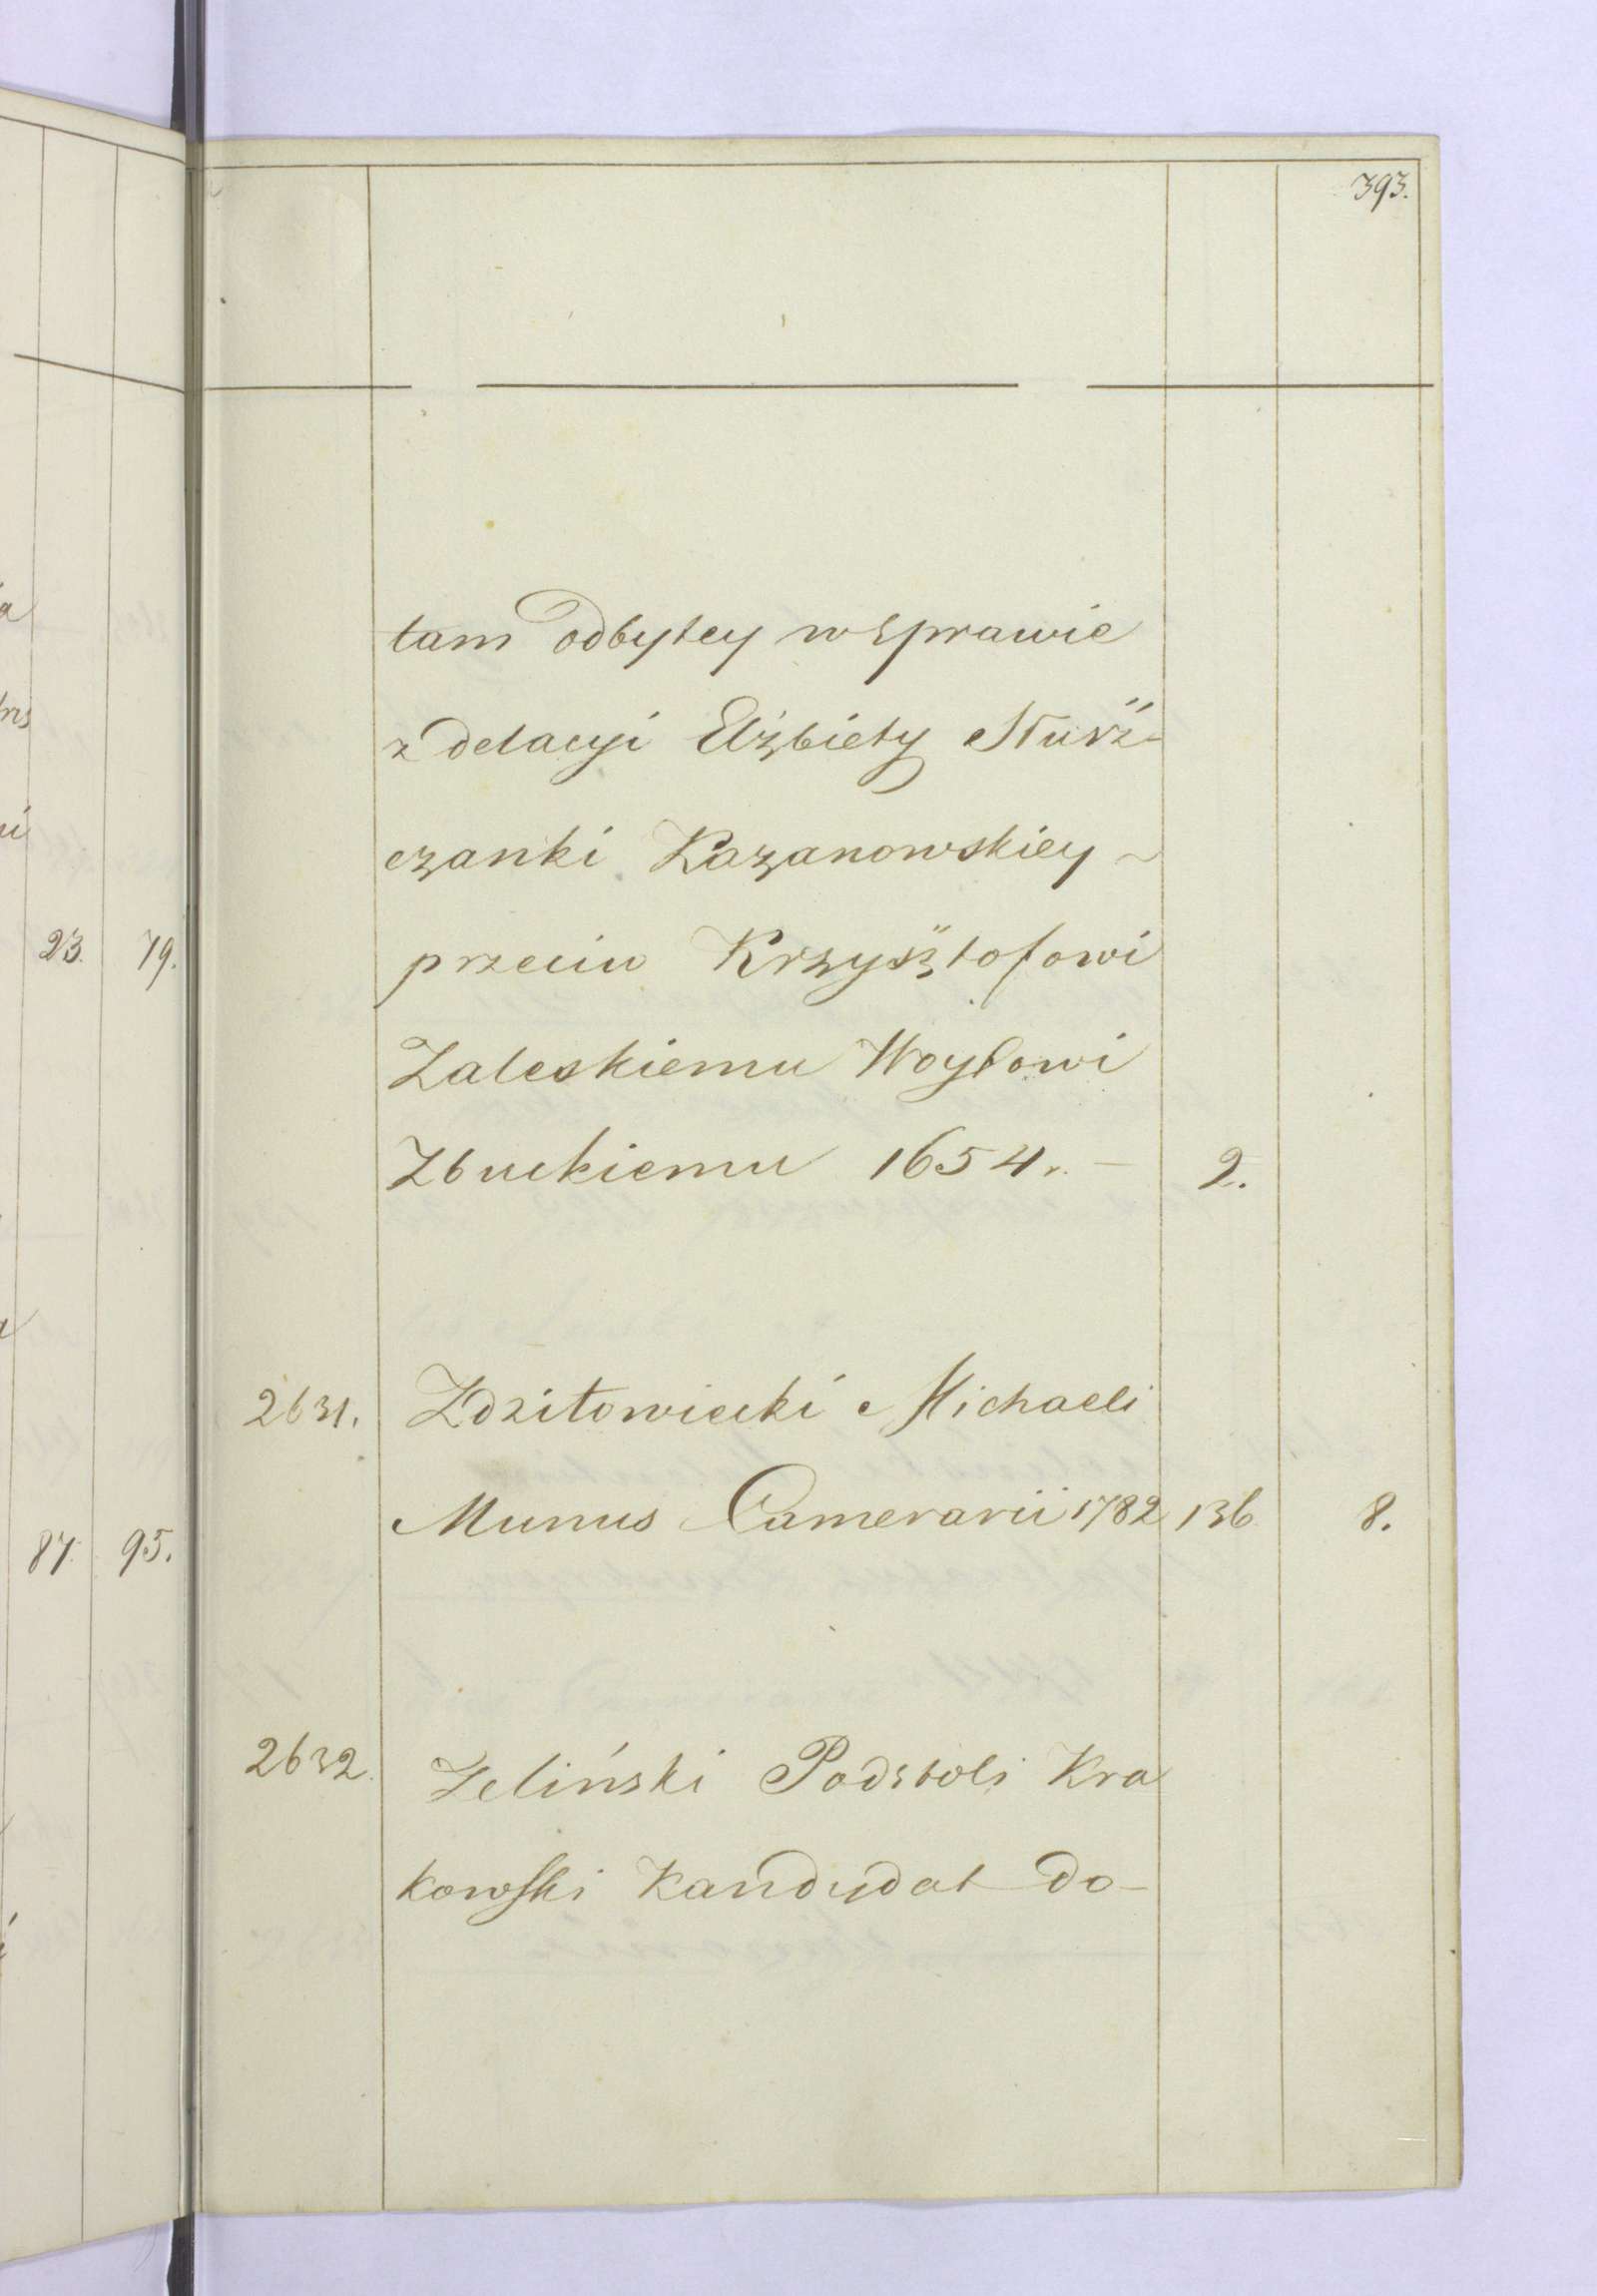 393.
tam odbytey w sprawie
z delacyi Elżbiety Słusz-
czanki Kazanowskiey ~
przeciw Krzysztofowi
Zaleskiemu Woytowi
Zbuckiemu 1654. — 2.
2631. Zdzitowiecki Michaeli
Munus Camerarii 1782 136 8.
2632. Zeliński Podstoli Kra
kowski Kandydat do-
23. 79.
87. 95.